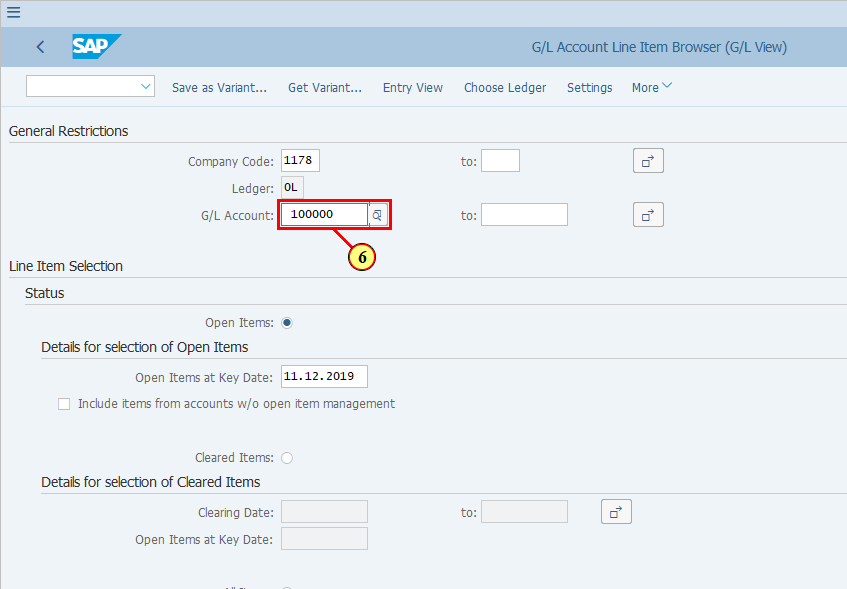 SAP
G/L Account Line Item Browser (G/L View)
Save as Variant... Get Variant... Entry View Choose Ledger Settings More
General Restrictions
Company Code: 1178 to:
Ledger: 0L
G/L Account: 100000 to:
6
Line Item Selection
Status
Open Items:
Details for selection of Open Items
Open Items at Key Date: 11.12.2019
Include items from accounts w/o open item management
Cleared Items:
Details for selection of Cleared Items
Clearing Date: to:
Open Items at Key Date: